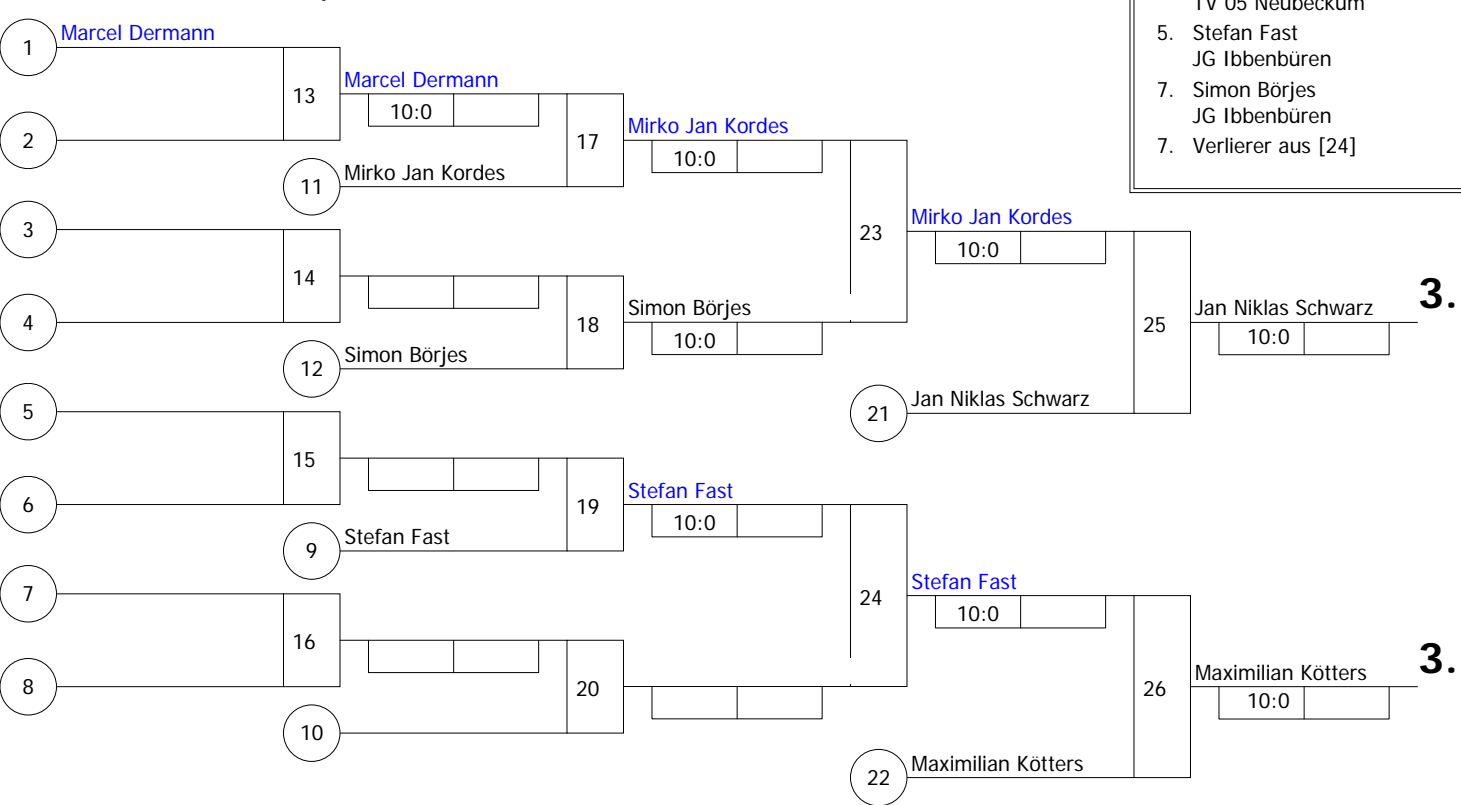 TV 05 Neubeckum
5. Stefan Fast
JG Ibbenbüren
7. Simon Börjes
JG Ibbenbüren
7. Verlierer aus [24]
1 Marcel Dermann
13 Marcel Dermann
10:0
2
17 Mirko Jan Kordes
10:0
11 Mirko Jan Kordes
3
23 Mirko Jan Kordes
10:0
14
4
18 Simon Börjes
10:0
12 Simon Börjes
25 Jan Niklas Schwarz 3.
10:0
5
21 Jan Niklas Schwarz
15
6
19 Stefan Fast
10:0
9 Stefan Fast
7
24 Stefan Fast
10:0
16
8
20
10
26 Maximilian Kötters 3.
10:0
22 Maximilian Kötters